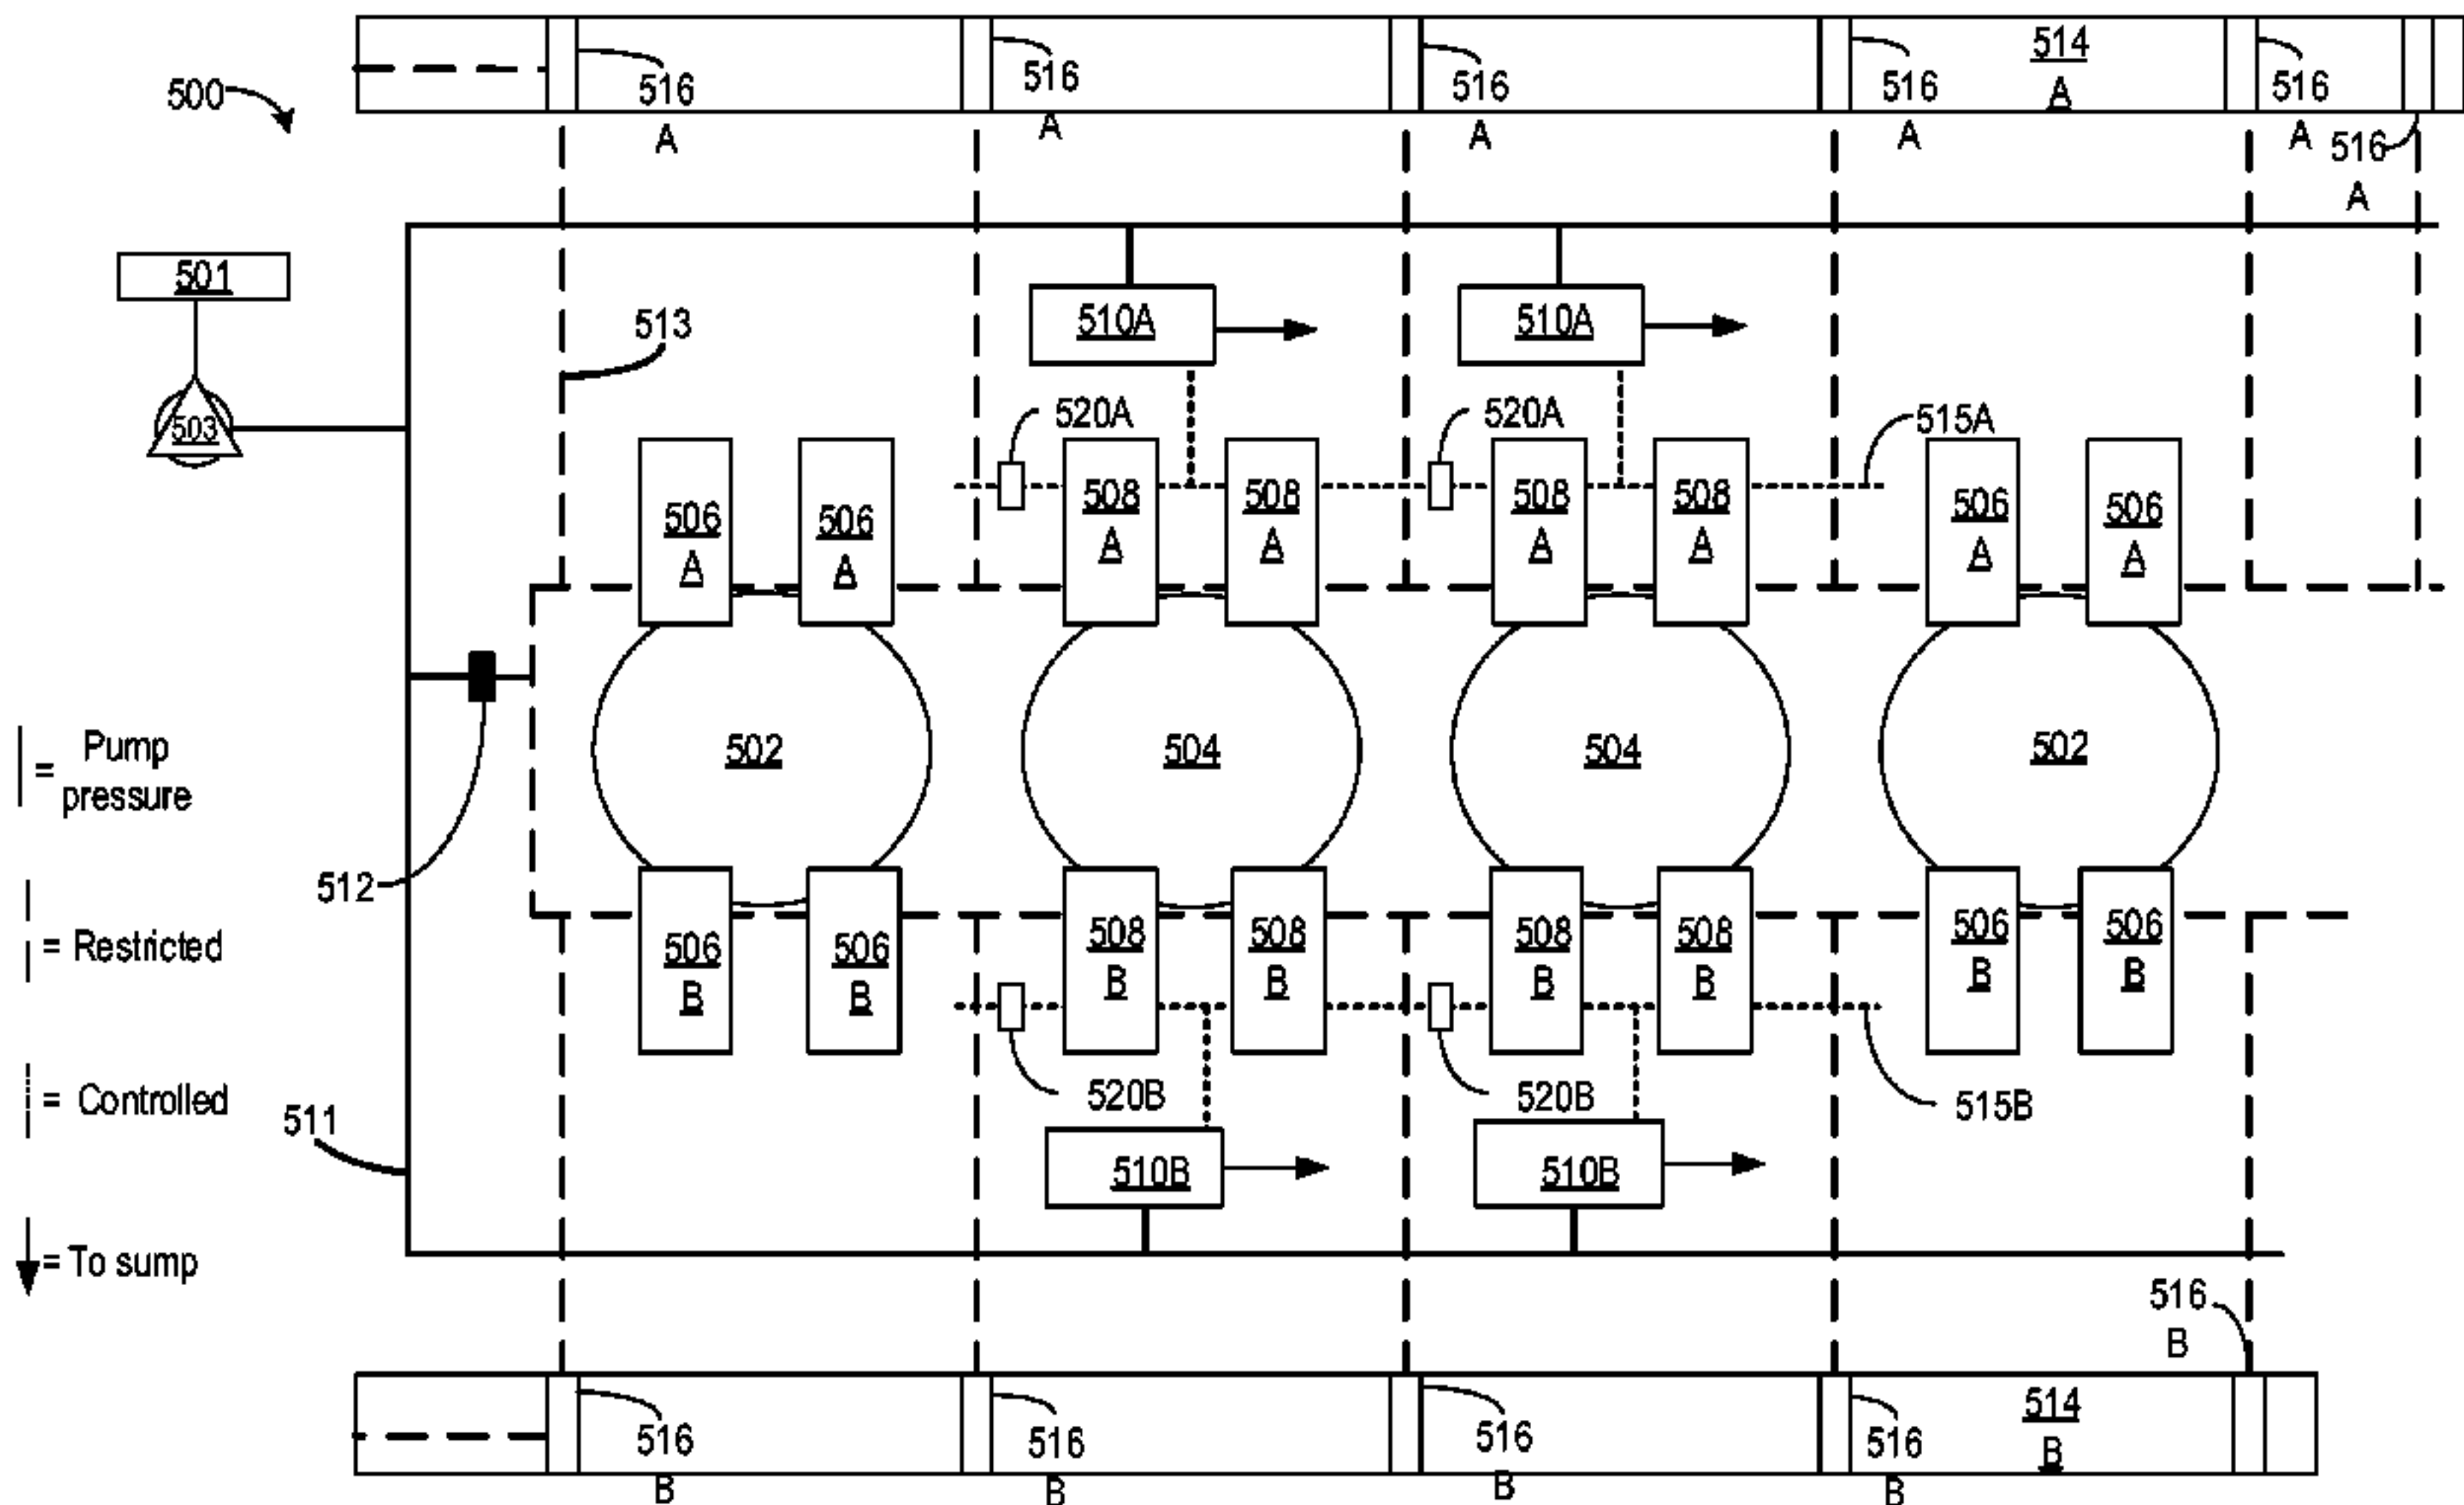 514
516
516
516
516
516
A
500
A
A
A
A
A
516
A
501
513
510A
510A
503
520A
520A
515A
506
A
506
A
508
A
508
A
508
A
508
A
506
A
506
A
502
504
504
502
Pump
=
pressure
512
506
B
506
B
508
B
508
B
508
B
508
B
506
B
506
B
= Restricted
520B
520B
515B
= Controlled
511
510B
510B
= To sump
516
B
514
B
516
B
516
B
516
B
516
B